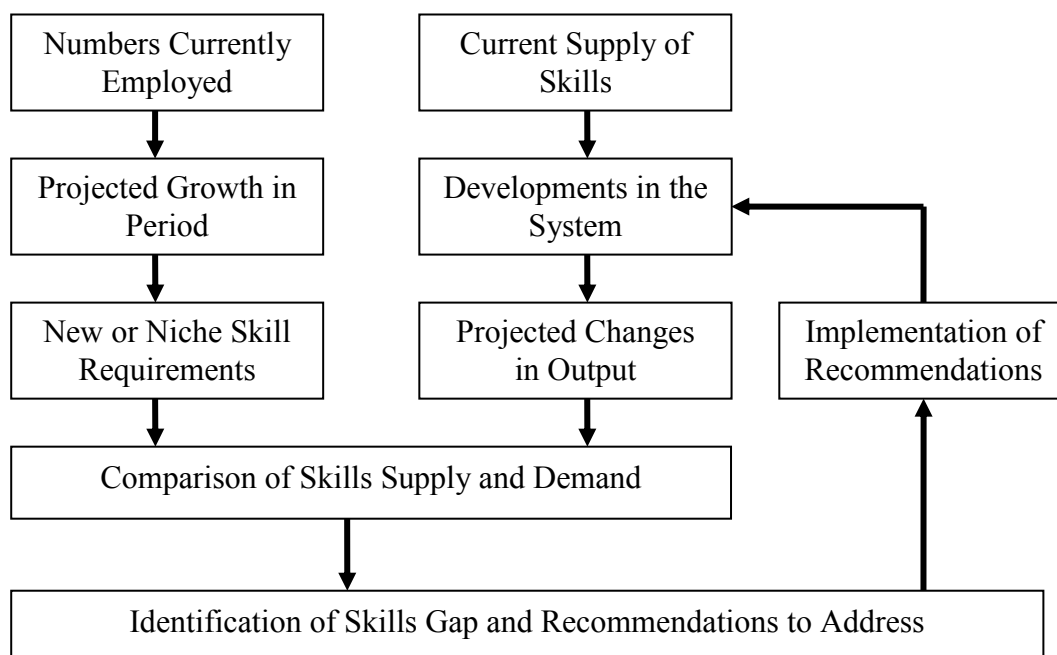 Numbers Currently
Employed
Current Supply of
Skills
Projected Growth in
Period
Developments in the
System
New or Niche Skill
Requirements
Projected Changes
in Output
Implementation of
Recommendations
Comparison of Skills Supply and Demand
Identification of Skills Gap and Recommendations to Address